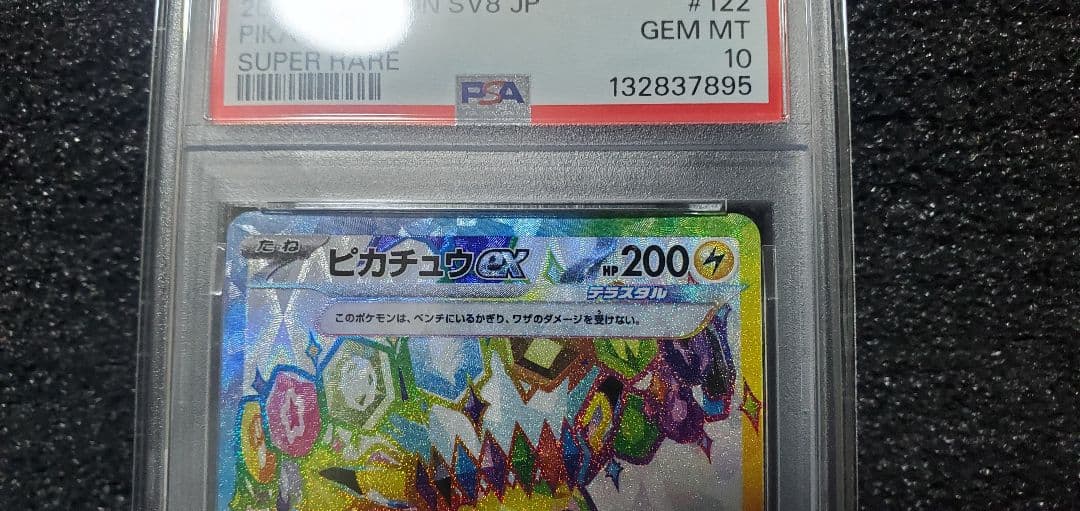 SV8 JP
#122
GEM MT
SUPER RARE
10
PSA
132837895
たね
ピカチュウex
HP 200
テラスタル
このポケモンは、ベンチにいるかぎり、ワザのダメージを受けない。